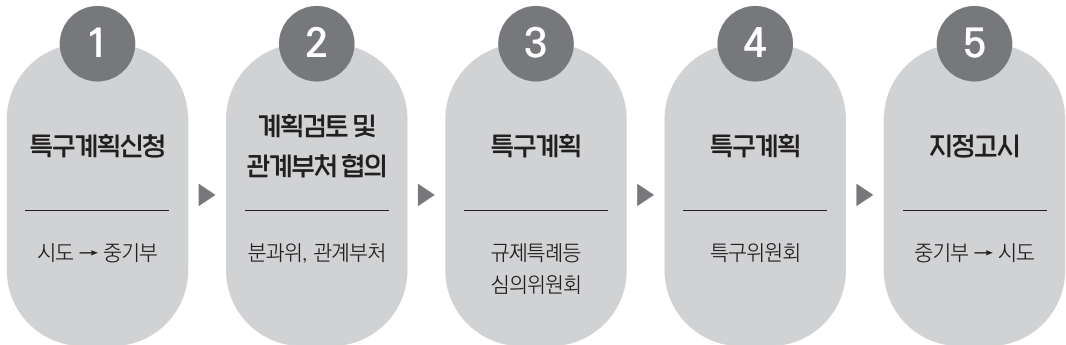 1
특구계획신청
시도 → 중기부
2
계획검토 및
관계부처 협의
분과위, 관계부처
3
특구계획
규제특례등
심의위원회
4
특구계획
특구위원회
5
지정고시
중기부 → 시도